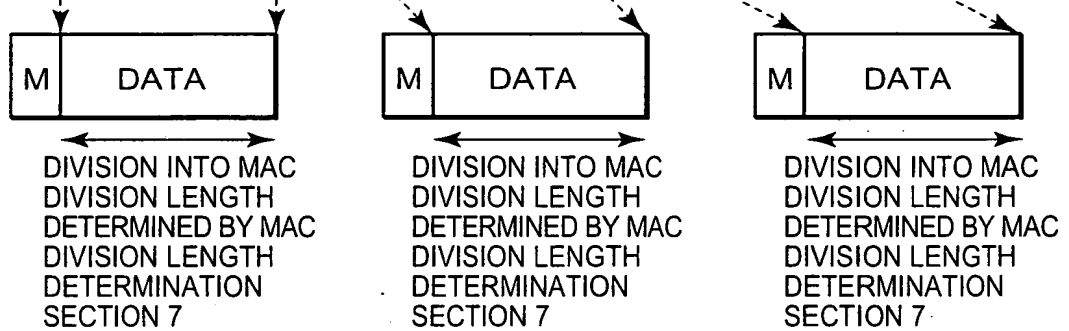 M DATA M DATA M DATA
DIVISION INTO MAC
DIVISION LENGTH
DETERMINED BY MAC
DIVISION LENGTH
DETERMINATION
SECTION 7
DIVISION INTO MAC
DIVISION LENGTH
DETERMINED BY MAC
DIVISION LENGTH
DETERMINATION
SECTION 7
DIVISION INTO MAC
DIVISION LENGTH
DETERMINED BY MAC
DIVISION LENGTH
DETERMINATION
SECTION 7